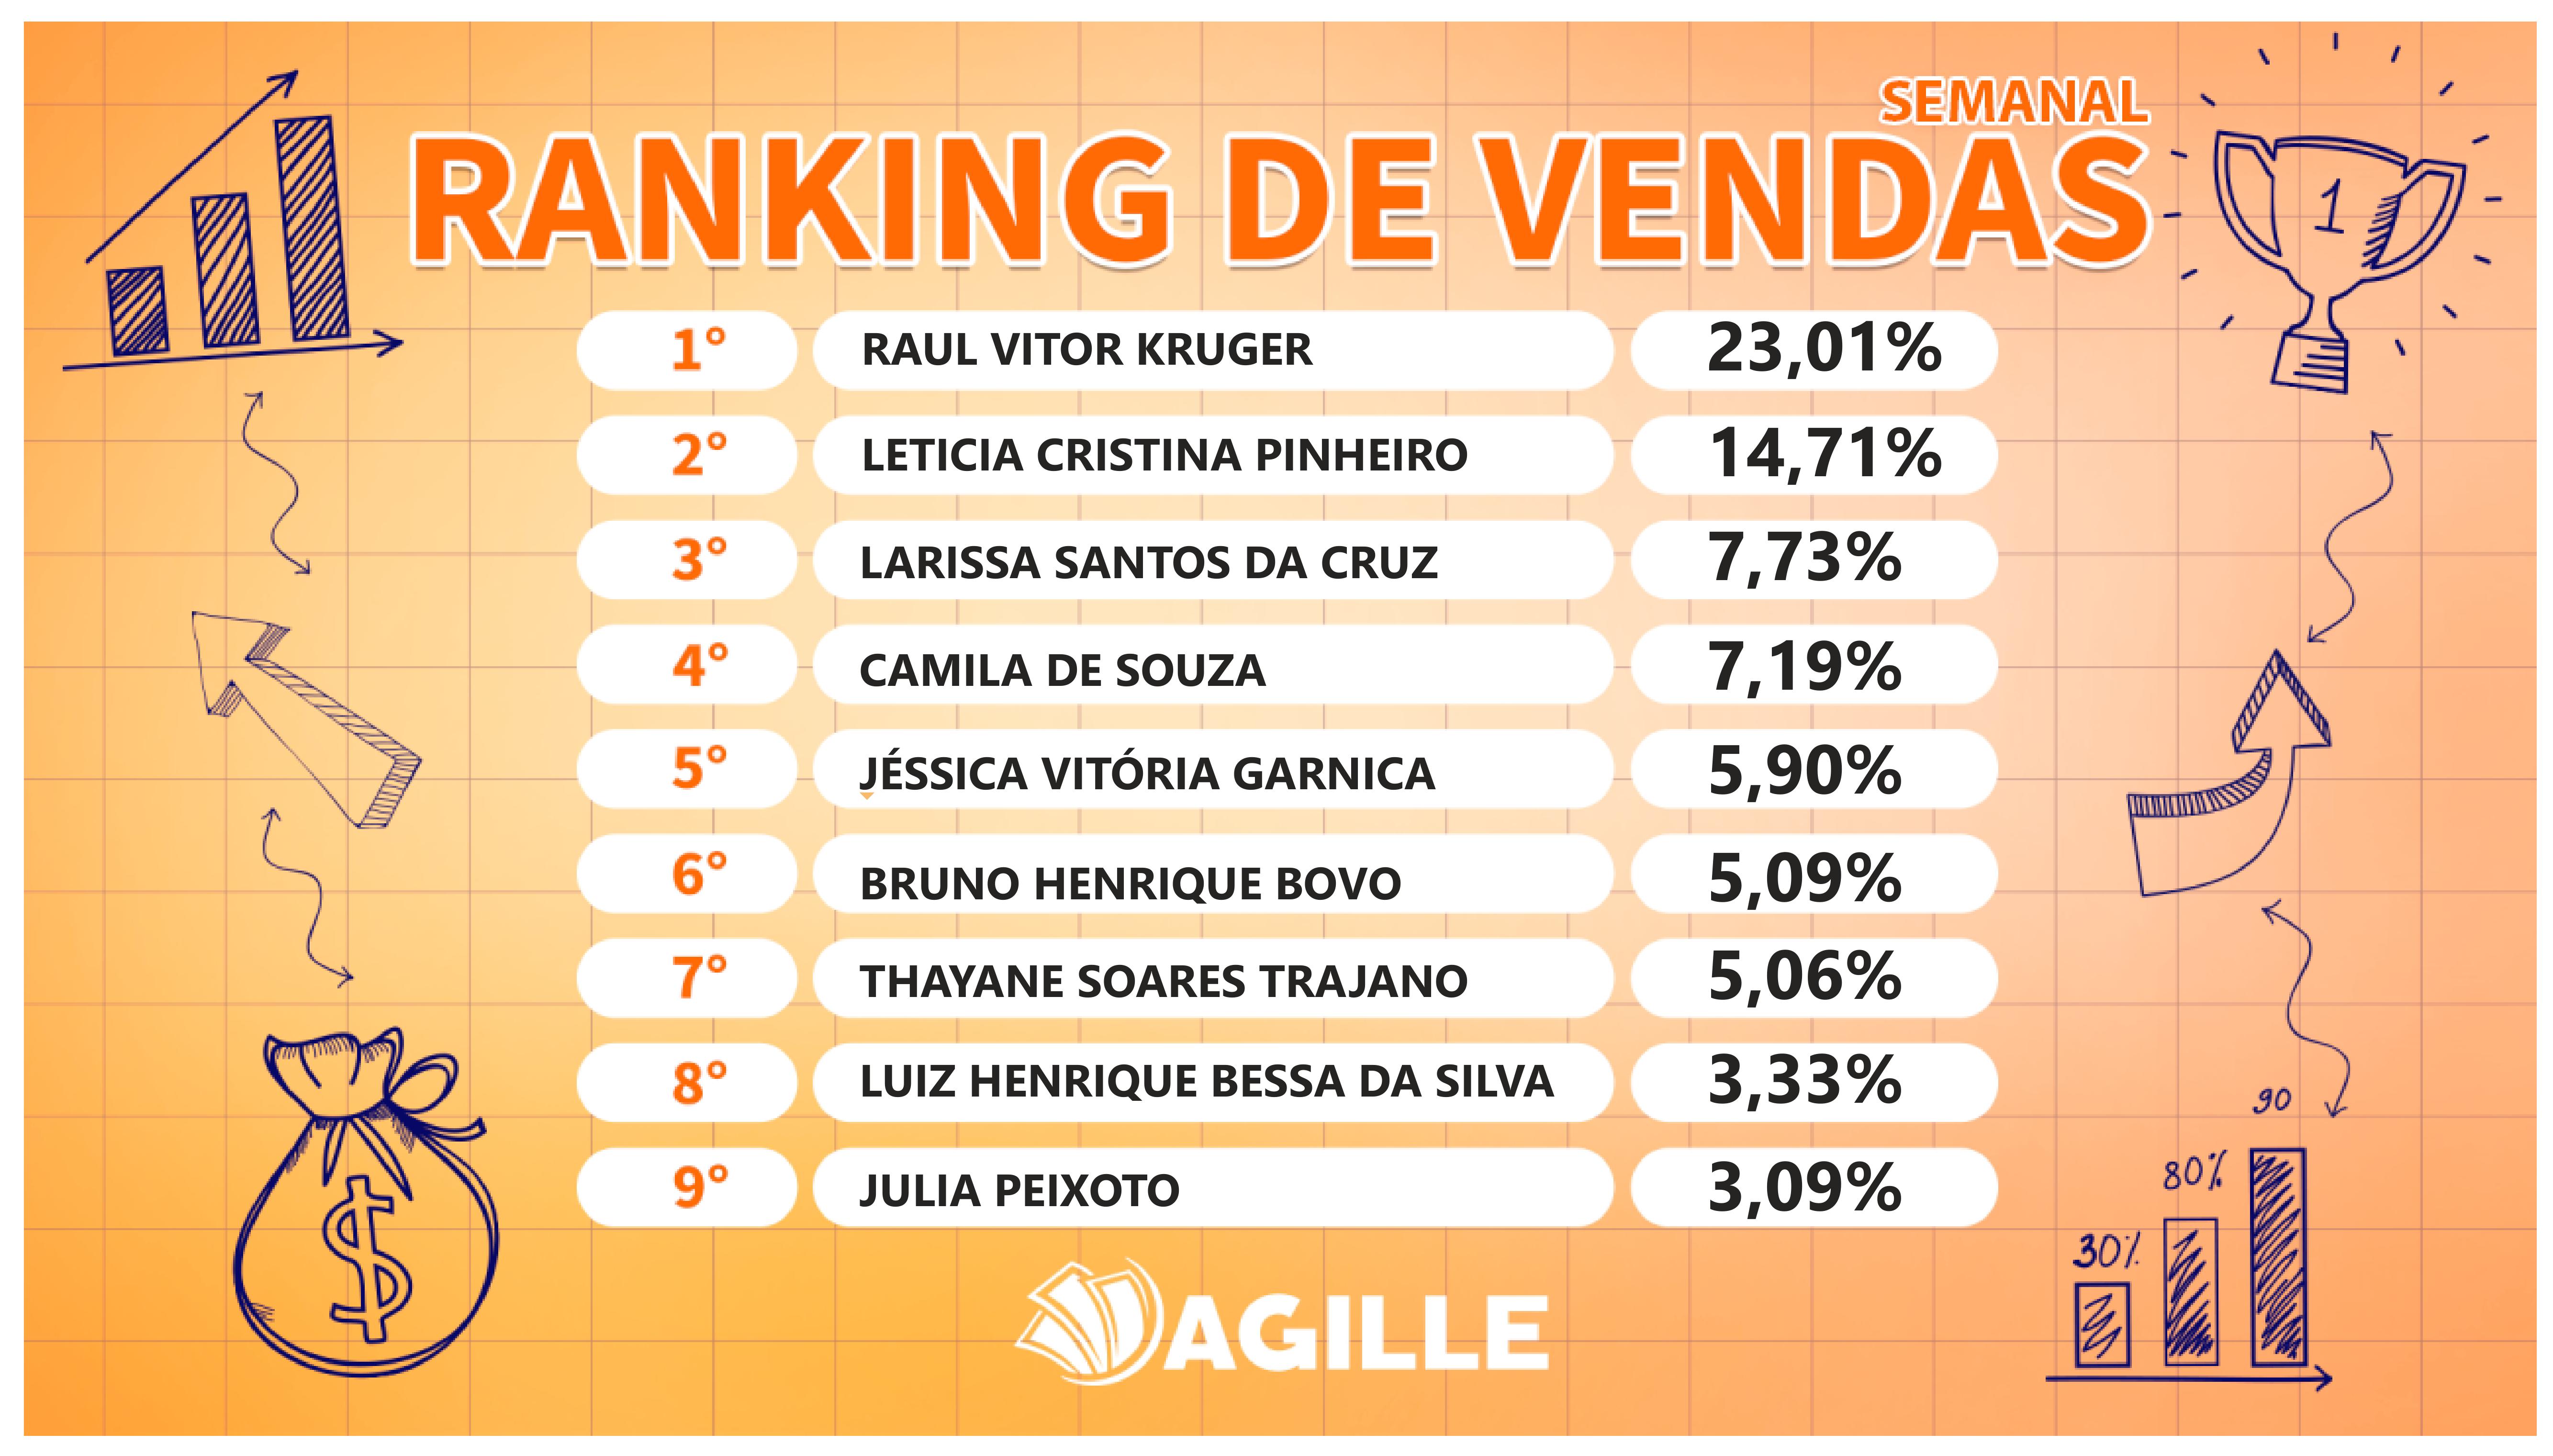 SEMANAL
RANKING DE VENDAS
1° RAUL VITOR KRUGER 23,01%
2° LETICIA CRISTINA PINHEIRO 14,71%
3° LARISSA SANTOS DA CRUZ 7,73%
4° CAMILA DE SOUZA 7,19%
5° JÉSSICA VITÓRIA GARNICA 5,90%
6° BRUNO HENRIQUE BOVO 5,09%
7° THAYANE SOARES TRAJANO 5,06%
8° LUIZ HENRIQUE BESSA DA SILVA 3,33%
9° JULIA PEIXOTO 3,09%
AGILLE
1
$
30%
80%
90